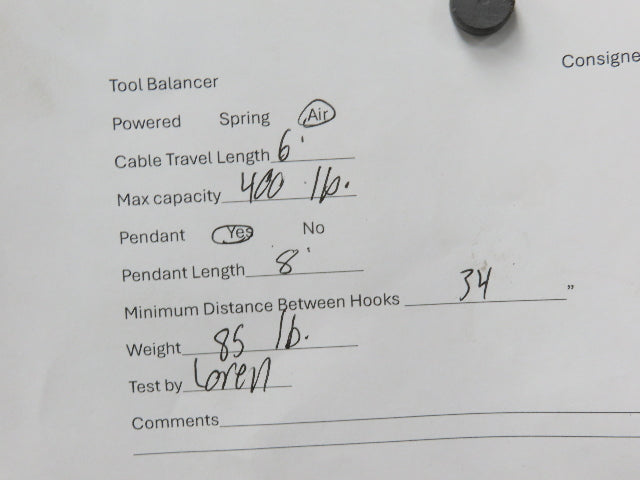 Consigne
Tool Balancer
Powered Spring Air
Cable Travel Length 6'
Max capacity 400 lb.
Pendant Yes No
Pendant Length 8'
Minimum Distance Between Hooks 34 "
Weight 85 lb.
Test by Loren
Comments